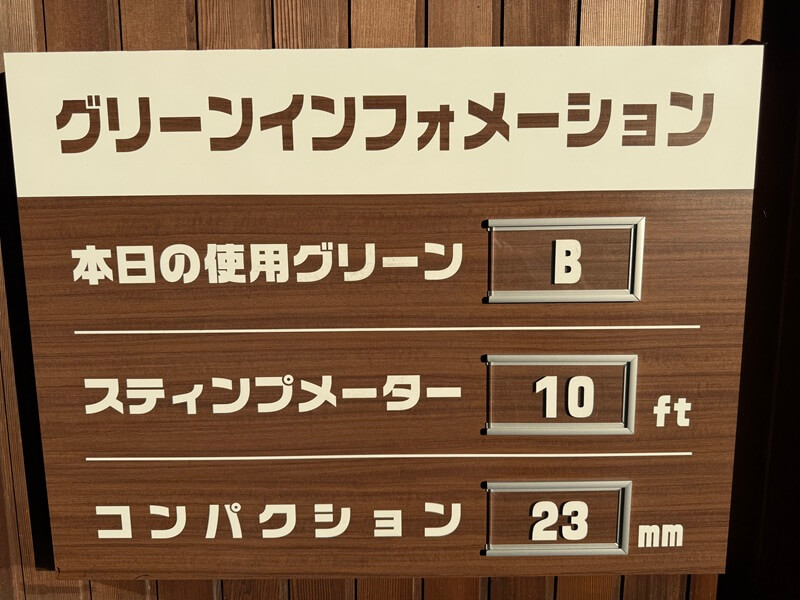 グリーンインフォメーション
本日の使用グリーン B
スティンプメーター 10 ft
コンパクション 23 mm